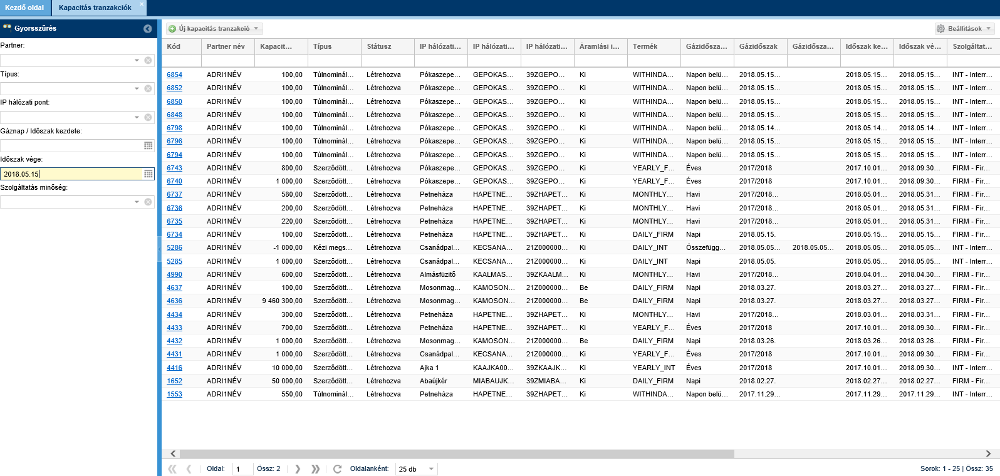 Kezdő oldal Kapacitás tranzakciók
Gyorsszűrés
Partner:
Típus:
IP hálózati pont:
Gáznap / Időszak kezdete:
Időszak vége:
2018.05.15
Szolgáltatás minőség:
Új kapacitás tranzakció Beállítások
Kód Partner név Kapacit... Típus Státusz IP hálózati... IP hálózati... IP hálózati... Áramlási i... Termék Gázidősza... Gázidőszak Gázidősza... Időszak ke... Időszak vé... Szolgáltat...
6854 ADRI1NÉV 100,00 Túlnominál... Létrehozva Pókaszepe... GEPOKAS... 39ZGEPO... Ki WITHINDA... Napon belü... 2018.05.15... 2018.05.15... 2018.05.15... INT - Interr...
6852 ADRI1NÉV 100,00 Túlnominál... Létrehozva Pókaszepe... GEPOKAS... 39ZGEPO... Ki WITHINDA... Napon belü... 2018.05.15... 2018.05.15... 2018.05.15... INT - Interr...
6850 ADRI1NÉV 100,00 Túlnominál... Létrehozva Pókaszepe... GEPOKAS... 39ZGEPO... Ki WITHINDA... Napon belü... 2018.05.15... 2018.05.15... 2018.05.15... INT - Interr...
6848 ADRI1NÉV 100,00 Túlnominál... Létrehozva Pókaszepe... GEPOKAS... 39ZGEPO... Ki WITHINDA... Napon belü... 2018.05.15... 2018.05.15... 2018.05.15... INT - Interr...
6798 ADRI1NÉV 100,00 Túlnominál... Létrehozva Pókaszepe... GEPOKAS... 39ZGEPO... Ki WITHINDA... Napon belü... 2018.05.14... 2018.05.14... 2018.05.14... INT - Interr...
6796 ADRI1NÉV 100,00 Túlnominál... Létrehozva Pókaszepe... GEPOKAS... 39ZGEPO... Ki WITHINDA... Napon belü... 2018.05.15... 2018.05.15... 2018.05.15... INT - Interr...
6794 ADRI1NÉV 100,00 Túlnominál... Létrehozva Pókaszepe... GEPOKAS... 39ZGEPO... Ki WITHINDA... Napon belü... 2018.05.15... 2018.05.15... 2018.05.15... INT - Interr...
6743 ADRI1NÉV 800,00 Szerződött... Létrehozva Pókaszepe... GEPOKAS... 39ZGEPO... Ki YEARLY_F... Éves 2017/2018 2017.10.01... 2018.09.30... FIRM - Fir...
6740 ADRI1NÉV 1 000,00 Szerződött... Létrehozva Pókaszepe... GEPOKAS... 39ZGEPO... Ki YEARLY_F... Éves 2017/2018 2017.10.01... 2018.09.30... FIRM - Fir...
6737 ADRI1NÉV 580,00 Szerződött... Létrehozva Petneháza HAPETNE... 39ZHAPET... Ki MONTHLY... Havi 2017/2018... 2018.05.01... 2018.05.31... FIRM - Fir...
6736 ADRI1NÉV 200,00 Szerződött... Létrehozva Petneháza HAPETNE... 39ZHAPET... Ki MONTHLY... Havi 2017/2018... 2018.05.01... 2018.05.31... FIRM - Fir...
6735 ADRI1NÉV 220,00 Szerződött... Létrehozva Petneháza HAPETNE... 39ZHAPET... Ki MONTHLY... Havi 2017/2018... 2018.05.01... 2018.05.31... FIRM - Fir...
6734 ADRI1NÉV 100,00 Szerződött... Létrehozva Petneháza HAPETNE... 39ZHAPET... Ki DAILY_FIRM Napi 2018.05.15. 2018.05.15... 2018.05.15... FIRM - Fir...
5286 ADRI1NÉV -1 000,00 Kézi megs... Létrehozva Csanádpal... KECSANA... 21Z000000... Ki DAILY_INT Összefügg... 2018.05.05... 2018.05.05... 2018.05.05... 2018.05.05... INT - Interr...
5285 ADRI1NÉV 1 000,00 Szerződött... Létrehozva Csanádpal... KECSANA... 21Z000000... Ki DAILY_INT Napi 2018.05.05. 2018.05.05... 2018.05.05... INT - Interr...
4990 ADRI1NÉV 600,00 Szerződött... Létrehozva Almásfüzitő KAALMAS... 39ZKAALM... Ki MONTHLY... Havi 2017/2018... 2018.04.01... 2018.04.30... FIRM - Fir...
4637 ADRI1NÉV 100,00 Szerződött... Létrehozva Mosonmag... KAMOSON... 21Z000000... Be DAILY_FIRM Napi 2018.03.27. 2018.03.27... 2018.03.27... FIRM - Fir...
4636 ADRI1NÉV 9 460 300,00 Szerződött... Létrehozva Mosonmag... KAMOSON... 21Z000000... Be DAILY_FIRM Napi 2018.03.27. 2018.03.27... 2018.03.27... FIRM - Fir...
4434 ADRI1NÉV 300,00 Szerződött... Létrehozva Petneháza HAPETNE... 39ZHAPET... Ki MONTHLY... Havi 2017/2018... 2018.03.01... 2018.03.31... FIRM - Fir...
4433 ADRI1NÉV 700,00 Szerződött... Létrehozva Petneháza HAPETNE... 39ZHAPET... Ki YEARLY_F... Éves 2017/2018 2017.10.01... 2018.09.30... FIRM - Fir...
4432 ADRI1NÉV 1 000,00 Szerződött... Létrehozva Mosonmag... KAMOSON... 21Z000000... Be DAILY_FIRM Napi 2018.03.26. 2018.03.26... 2018.03.26... FIRM - Fir...
4431 ADRI1NÉV 1 000,00 Szerződött... Létrehozva Csanádpal... KECSANA... 21Z000000... Ki YEARLY_F... Éves 2017/2018 2017.10.01... 2018.09.30... FIRM - Fir...
4416 ADRI1NÉV 10 000,00 Szerződött... Létrehozva Ajka 1 KAAJKA00... 39ZKAAJK... Ki YEARLY_INT Éves 2017/2018 2017.10.01... 2018.09.30... INT - Interr...
1652 ADRI1NÉV 50 000,00 Szerződött... Létrehozva Abaújkér MIABAUJK... 39ZMIABA... Ki DAILY_FIRM Napi 2018.02.27. 2018.02.27... 2018.02.27... FIRM - Fir...
1553 ADRI1NÉV 550,00 Túlnominál... Létrehozva Petneháza HAPETNE... 39ZHAPET... Ki WITHINDA... Napon belü... 2017.11.29... 2017.11.29... 2017.11.29... INT - Interr...
Oldal: 1 Össz: 2 Oldalanként: 25 db Sorok: 1 - 25 | Össz: 35